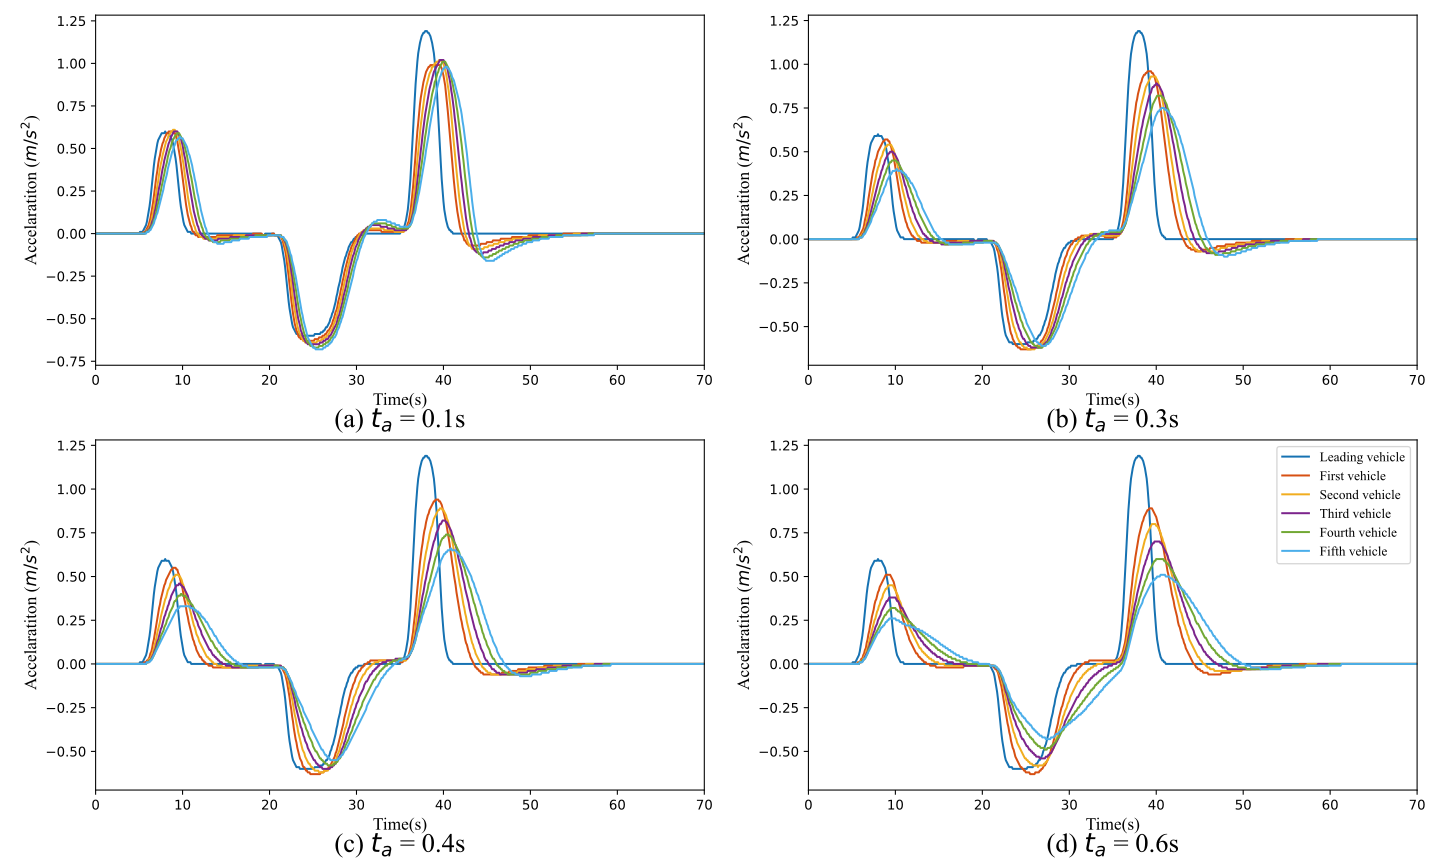 1.25
1.00
0.75
0.50
0.25
0.00
−0.25
−0.50
−0.75
Accelaratiton (m/s²)
0 10 20 30 40 50 60 70
Time(s)
(a) tₐ = 0.1s
1.25
1.00
0.75
0.50
0.25
0.00
−0.25
−0.50
Accelaratiton (m/s²)
0 10 20 30 40 50 60 70
Time(s)
(b) tₐ = 0.3s
1.25
1.00
0.75
0.50
0.25
0.00
−0.25
−0.50
Accelaratition (m/s²)
0 10 20 30 40 50 60 70
Time(s)
(c) tₐ = 0.4s
1.25
1.00
0.75
0.50
0.25
0.00
−0.25
−0.50
Accelaratition (m/s²)
0 10 20 30 40 50 60 70
Time(s)
(d) tₐ = 0.6s
Leading vehicle
First vehicle
Second vehicle
Third vehicle
Fourth vehicle
Fifth vehicle